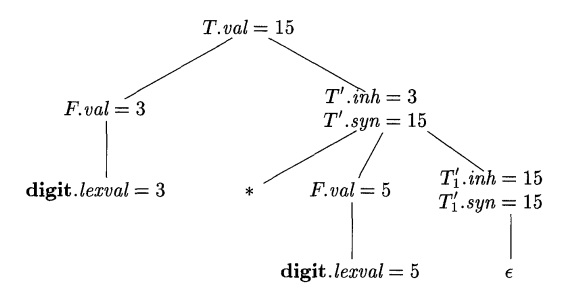 T.val = 15
F.val = 3
T′.inh = 3
T′.syn = 15
digit.lexval = 3
*
F.val = 5
T′₁.inh = 15
T′₁.syn = 15
digit.lexval = 5
ϵ